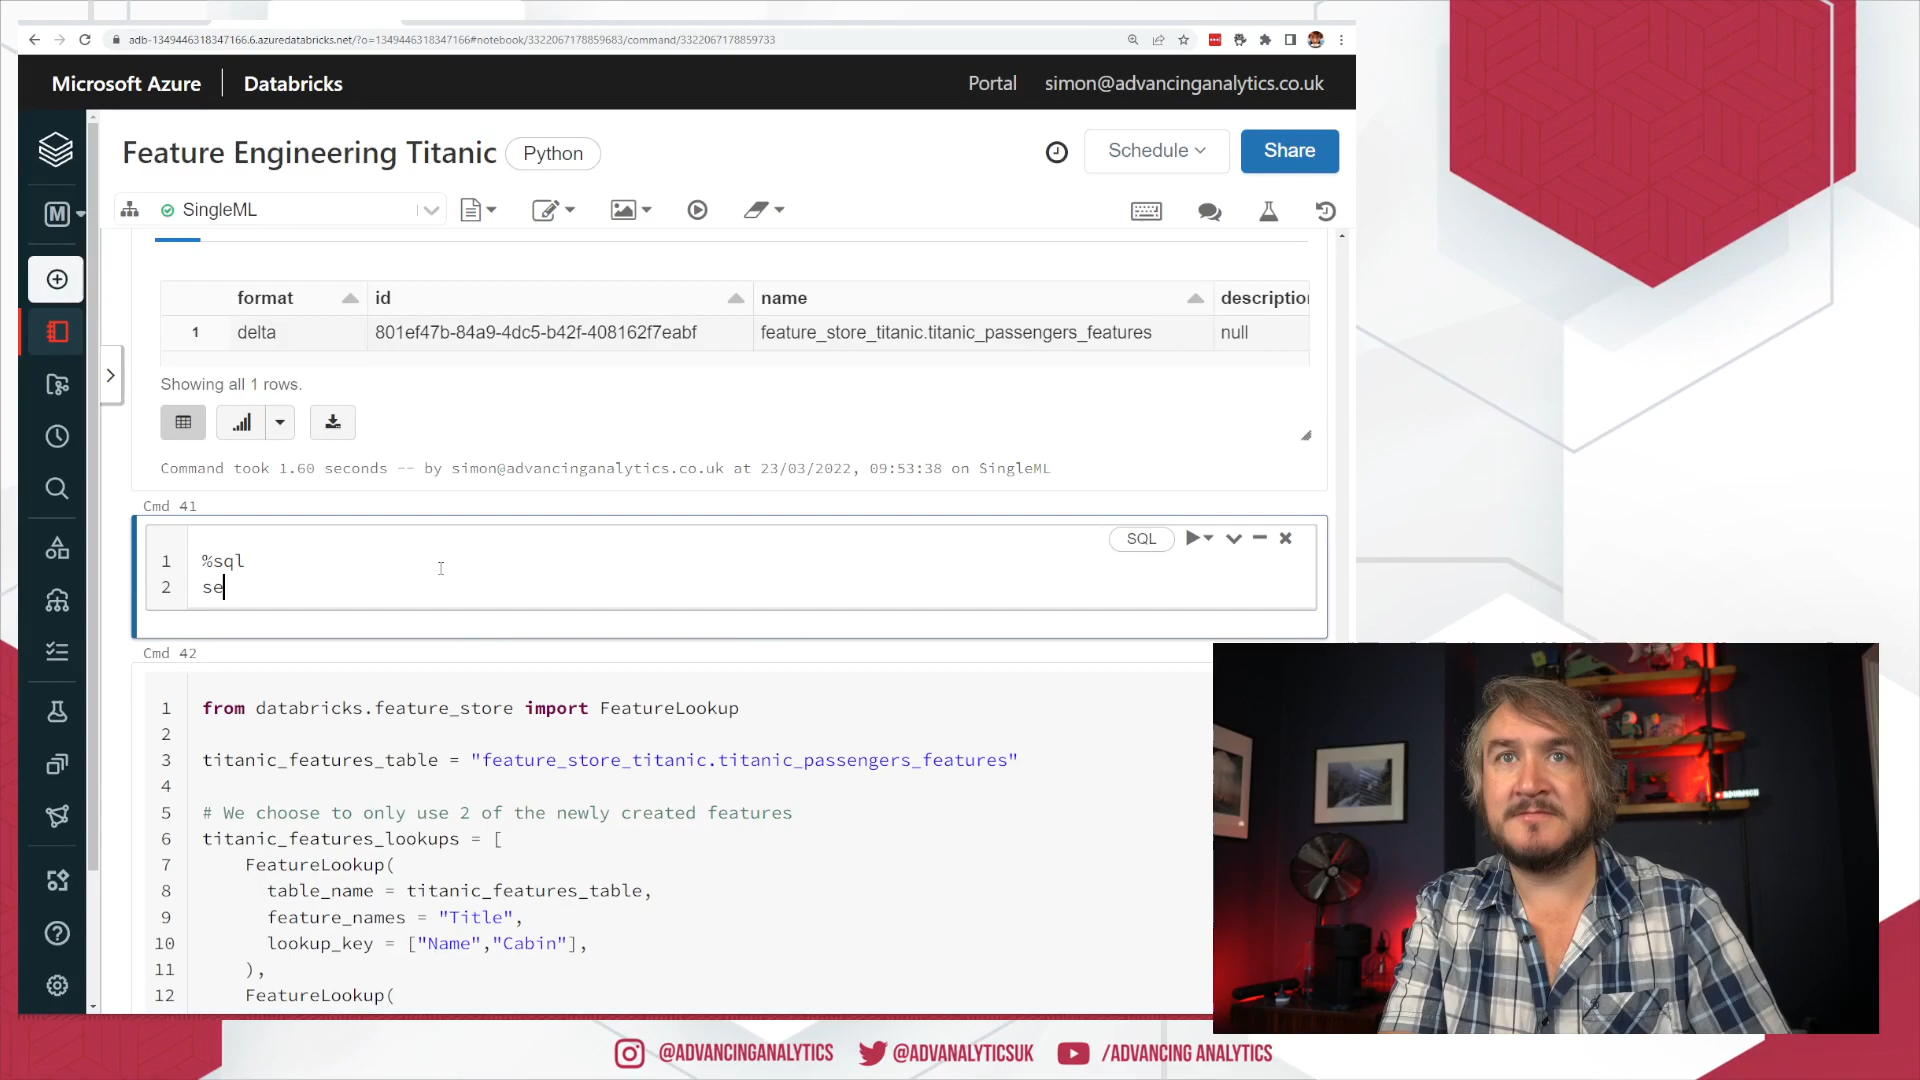 adb-1349446318347166.6.azuredatabricks.net/?o=1349446318347166#notebook/3322067178859683/command/3322067178859733
Microsoft Azure Databricks Portal simon@advancinganalytics.co.uk
Feature Engineering Titanic Python Schedule Share
SingleML
format id name description
1 delta 801ef47b-84a9-4dc5-b42f-408162f7eabf feature_store_titanic.titanic_passengers_features null
Showing all 1 rows.
Command took 1.60 seconds -- by simon@advancinganalytics.co.uk at 23/03/2022, 09:53:38 on SingleML
Cmd 41
SQL
1 %sql
2 se
Cmd 42
1 from databricks.feature_store import FeatureLookup
2
3 titanic_features_table = "feature_store_titanic.titanic_passengers_features"
4
5 # We choose to only use 2 of the newly created features
6 titanic_features_lookups = [
7 FeatureLookup(
8 table_name = titanic_features_table,
9 feature_names = "Title",
10 lookup_key = ["Name","Cabin"],
11 ),
12 FeatureLookup(
@ADVANCINGANALYTICS @ADVANALYTICSUK /ADVANCING ANALYTICS